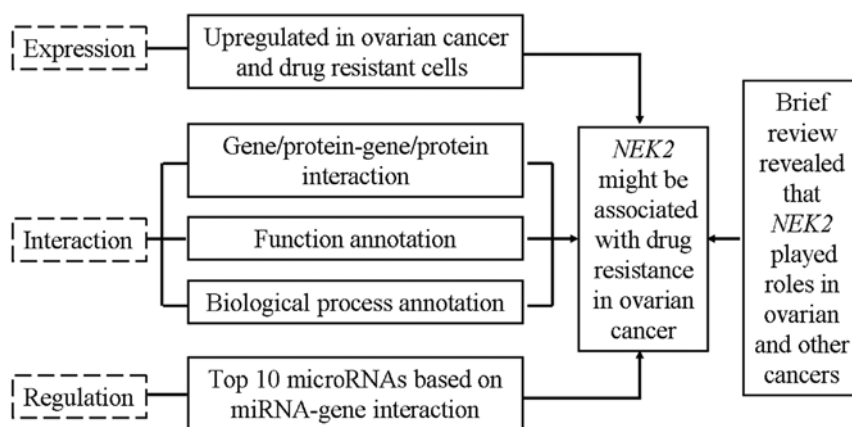 Expression
Upregulated in ovarian cancer
and drug resistant cells
Interaction
Gene/protein-gene/protein
interaction
Function annotation
Biological process annotation
Regulation
Top 10 microRNAs based on
miRNA-gene interaction
NEK2
might be
associated
with drug
resistance
in ovarian
cancer
Brief
review
revealed
that
NEK2
played
roles in
ovarian
and other
cancers